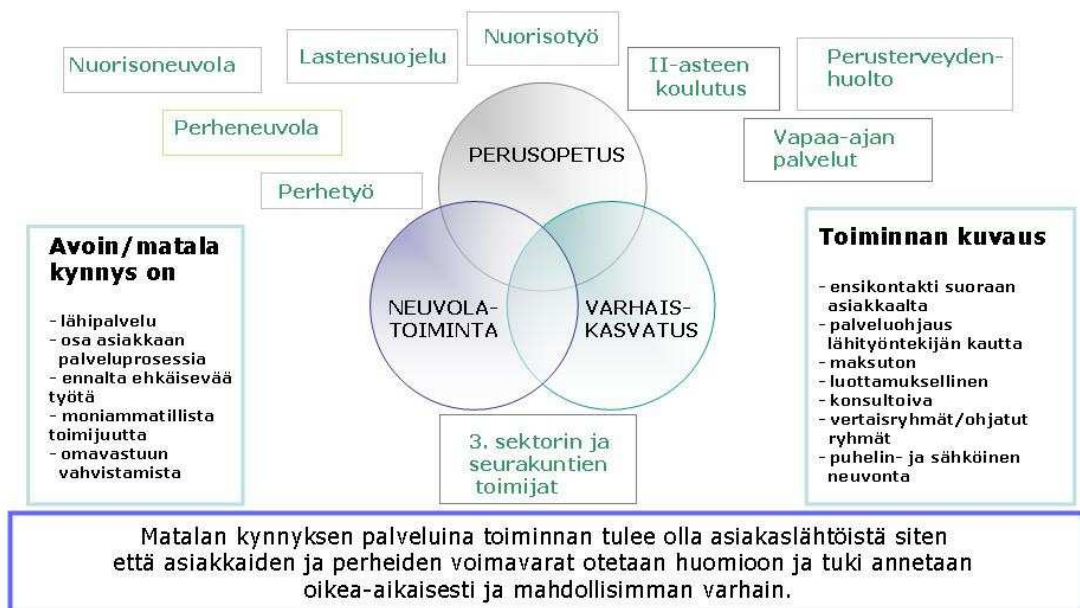 Nuorisotyö
Nuorisoneuvola
Lastensuojelu
II-asteen
koulutus
Perusterveyden-
huolto
Perheneuvola
Vapaa-ajan
palvelut
Perhetyö
PERUSOPETUS
NEUVOLA-
TOIMINTA
VARHAIS-
KASVATUS
3. sektorin ja
seurakuntien
toimijat
Avoin/matala
kynnys on
- lähipalvelu
- osa asiakkaan
palveluprosessia
- ennalta ehkäisevää
työtä
- moniammatillista
toimijuutta
- omavastuun
vahvistamista
Toiminnan kuvaus
- ensikontakti suoraan
asiakkaalta
- palveluohjaus
lähityöntekijän kautta
- maksuton
- luottamuksellinen
- konsultoiva
- vertaisryhmät/ohjatut
ryhmät
- puhelin- ja sähköinen
neuvonta
Matalan kynnyksen palveluina toiminnan tulee olla asiakaslähtöistä siten
että asiakkaiden ja perheiden voimavarat otetaan huomioon ja tuki annetaan
oikea-aikaisesti ja mahdollisimman varhain.